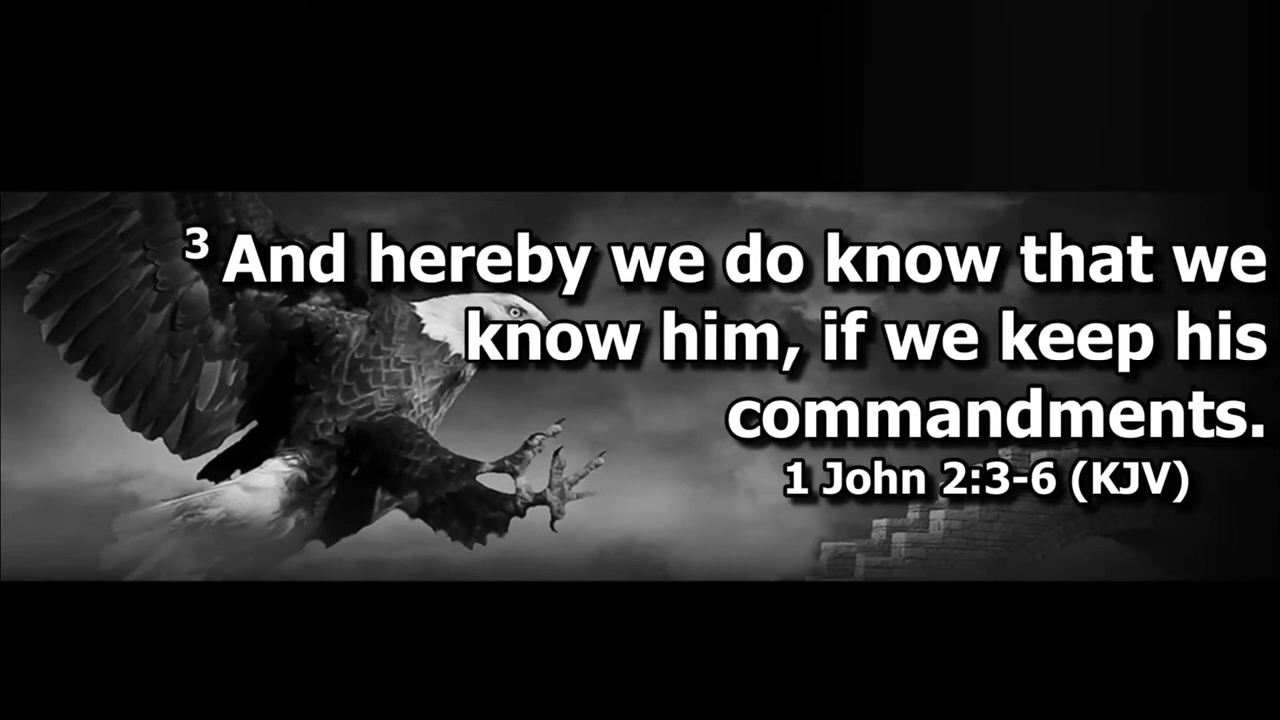 3 And hereby we do know that we
know him, if we keep his
commandments.
1 John 2:3-6 (KJV)